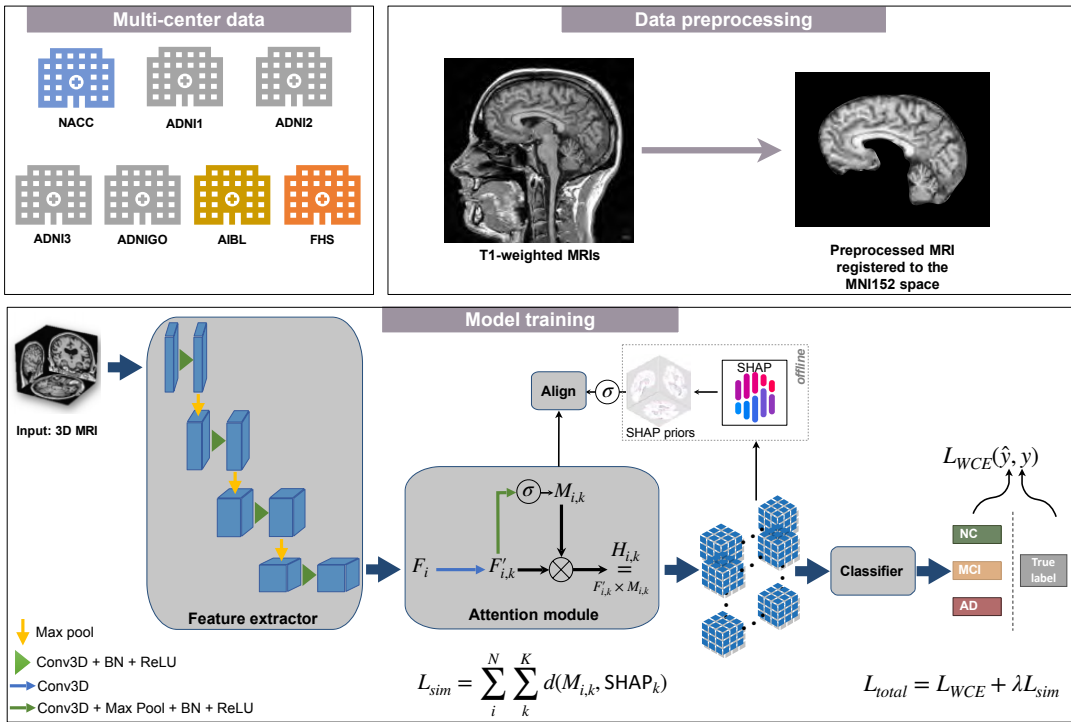 Multi-center data
NACC
ADNI1
ADNI2
ADNI3
ADNIGO
AIBL
FHS
Data preprocessing
T1-weighted MRIs
Preprocessed MRI
registered to the
MNI152 space
Model training
Input: 3D MRI
Feature extractor
Max pool
Conv3D + BN + ReLU
Conv3D
Conv3D + Max Pool + BN + ReLU
Align
σ
SHAP priors
SHAP
offline
σ
M_{i,k}
F_i
F'_{i,k}
⊗
H_{i,k}
=
F'_{i,k} × M_{i,k}
Attention module
L_{sim} = \sum_{i}^{N} \sum_{k}^{K} d(M_{i,k}, SHAP_k)
Classifier
L_{WCE}(ŷ, y)
NC
MCI
AD
True
label
L_{total} = L_{WCE} + λL_{sim}